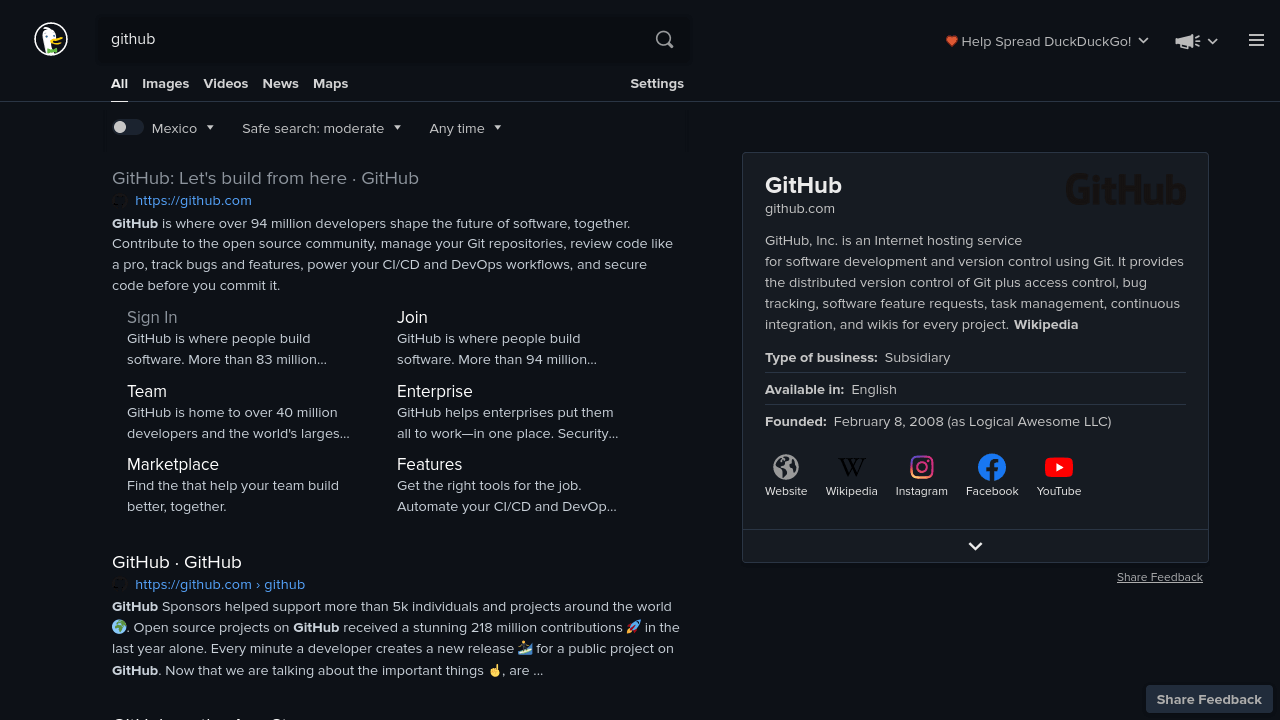 github
Help Spread DuckDuckGo!
All Images Videos News Maps Settings
Mexico Safe search: moderate Any time
GitHub: Let's build from here · GitHub
https://github.com
GitHub is where over 94 million developers shape the future of software, together.
Contribute to the open source community, manage your Git repositories, review code like
a pro, track bugs and features, power your CI/CD and DevOps workflows, and secure
code before you commit it.
Sign In
GitHub is where people build
software. More than 83 million...
Join
GitHub is where people build
software. More than 94 million...
Team
GitHub is home to over 40 million
developers and the world's larges...
Enterprise
GitHub helps enterprises put them
all to work—in one place. Security...
Marketplace
Find the that help your team build
better, together.
Features
Get the right tools for the job.
Automate your CI/CD and DevOp...
GitHub · GitHub
https://github.com › github
GitHub Sponsors helped support more than 5k individuals and projects around the world
🌍. Open source projects on GitHub received a stunning 218 million contributions 🚀 in the
last year alone. Every minute a developer creates a new release 🏄 for a public project on
GitHub. Now that we are talking about the important things ☝, are ...
GitHub
GitHub
github.com
GitHub, Inc. is an Internet hosting service
for software development and version control using Git. It provides
the distributed version control of Git plus access control, bug
tracking, software feature requests, task management, continuous
integration, and wikis for every project. Wikipedia
Type of business: Subsidiary
Available in: English
Founded: February 8, 2008 (as Logical Awesome LLC)
Website Wikipedia Instagram Facebook YouTube
Share Feedback
Share Feedback